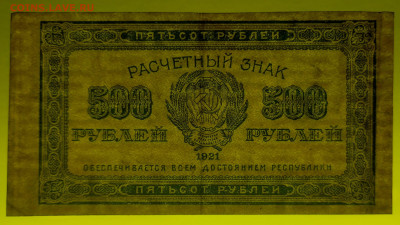 ПЯТЬСОТ РУБЛЕЙ
РАСЧЕТНЫЙ ЗНАК
500 500
РУБЛЕЙ РУБЛЕЙ
1921
ОБЕСПЕЧИВАЕТСЯ ВСЕМ ДОСТОЯНИЕМ РЕСПУБЛИКИ
ПЯТЬСОТ РУБЛЕЙ